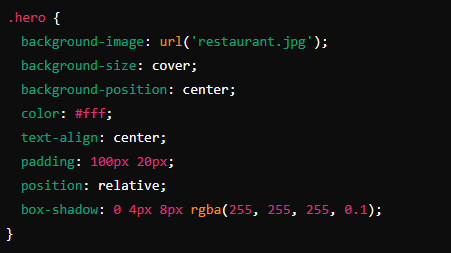 .hero {
  background-image: url('restaurant.jpg');
  background-size: cover;
  background-position: center;
  color: #fff;
  text-align: center;
  padding: 100px 20px;
  position: relative;
  box-shadow: 0 4px 8px rgba(255, 255, 255, 0.1);
}